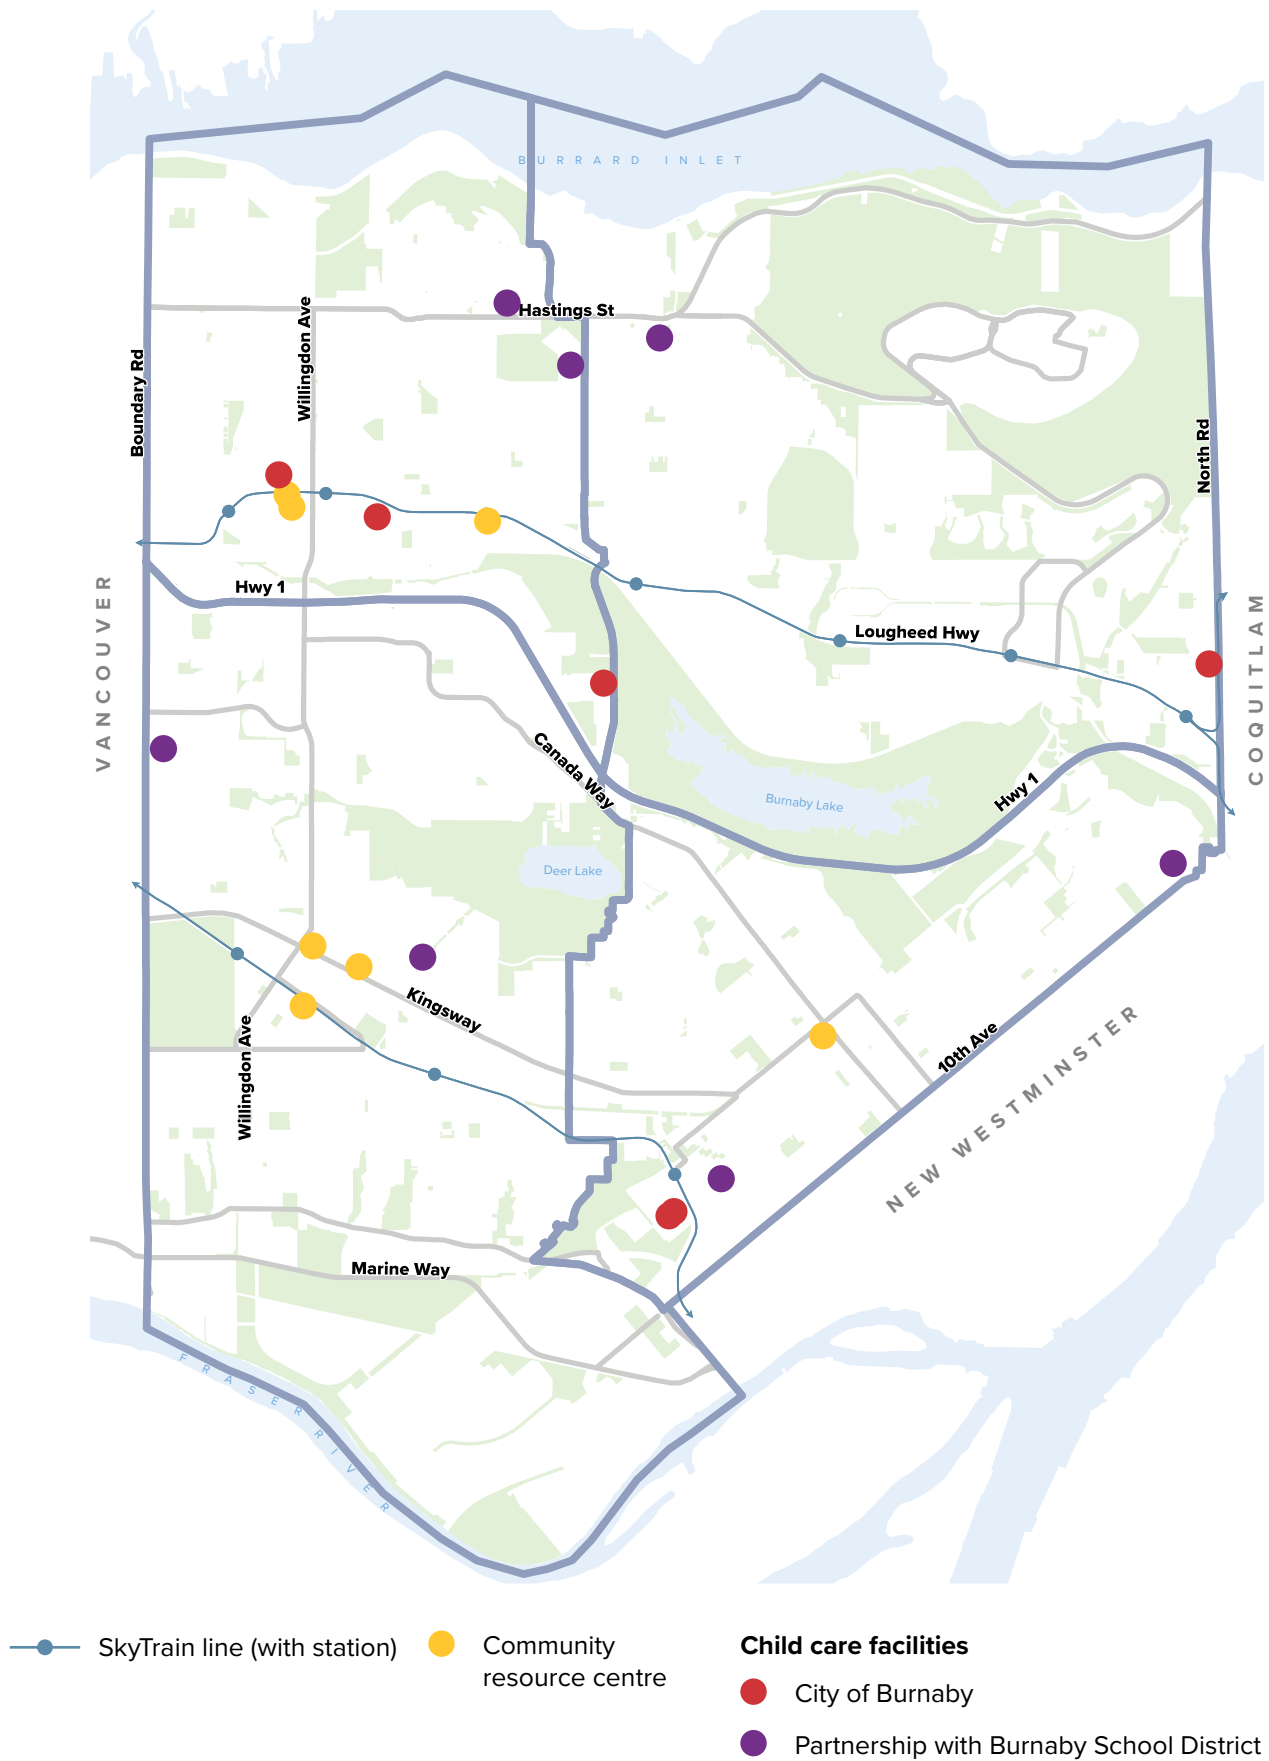 BURRARD INLET
Hastings St
Willingdon Ave
Boundary Rd
North Rd
Hwy 1
Lougheed Hwy
VANCOUVER
COQUITLAM
Canada Way
Burnaby Lake
Hwy 1
Deer Lake
Kingsway
Willingdon Ave
10th Ave
NEW WESTMINSTER
Marine Way
FRASER RIVER
SkyTrain line (with station)
Community
resource centre
Child care facilities
City of Burnaby
Partnership with Burnaby School District